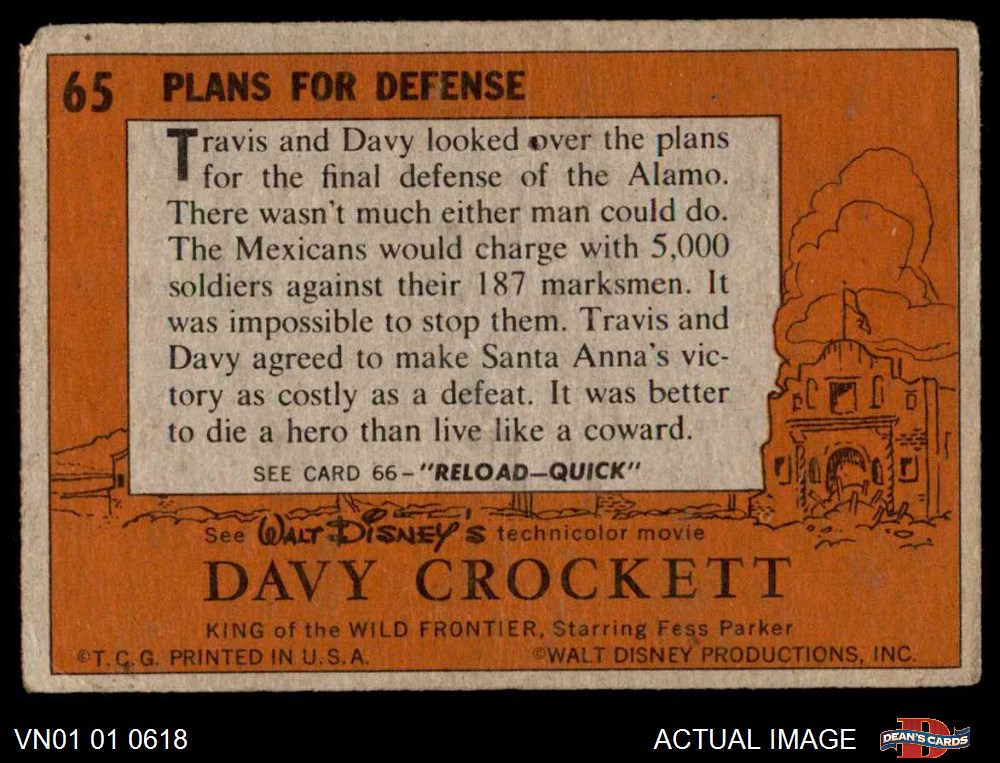 65 PLANS FOR DEFENSE
Travis and Davy looked over the plans
for the final defense of the Alamo.
There wasn't much either man could do.
The Mexicans would charge with 5,000
soldiers against their 187 marksmen. It
was impossible to stop them. Travis and
Davy agreed to make Santa Anna's vic-
tory as costly as a defeat. It was better
to die a hero than live like a coward.
SEE CARD 66–"RELOAD—QUICK"
See WALT DISNEY'S technicolor movie
DAVY CROCKETT
KING of the WILD FRONTIER, Starring Fess Parker
©T.C.G. PRINTED IN U.S.A. ©WALT DISNEY PRODUCTIONS, INC.
VN01 01 0618 ACTUAL IMAGE D DEAN'S CARDS